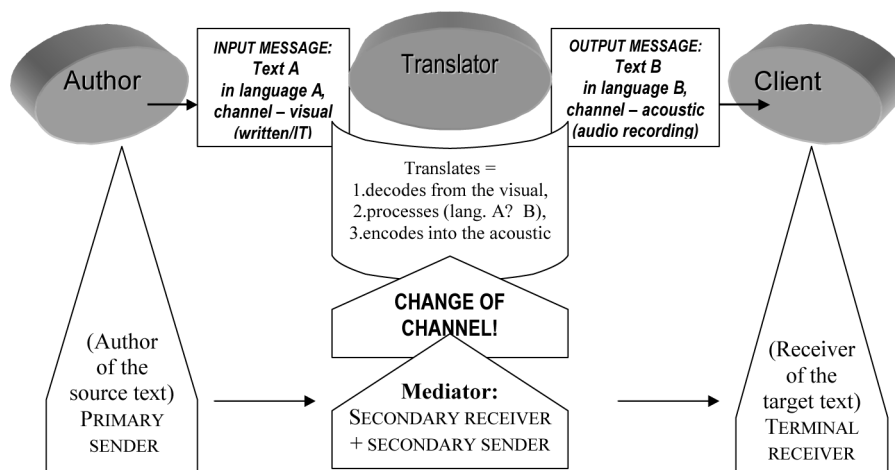 Author
INPUT MESSAGE:
Text A
in language A,
channel – visual
(written/IT)
Translator
OUTPUT MESSAGE:
Text B
in language B,
channel – acoustic
(audio recording)
Client
Translates =
1.decodes from the visual,
2.processes (lang. A? B),
3.encodes into the acoustic
CHANGE OF
CHANNEL!
(Author
of the
source text)
PRIMARY
SENDER
Mediator:
SECONDARY RECEIVER
+ SECONDARY SENDER
(Receiver
of the
target text)
TERMINAL
RECEIVER